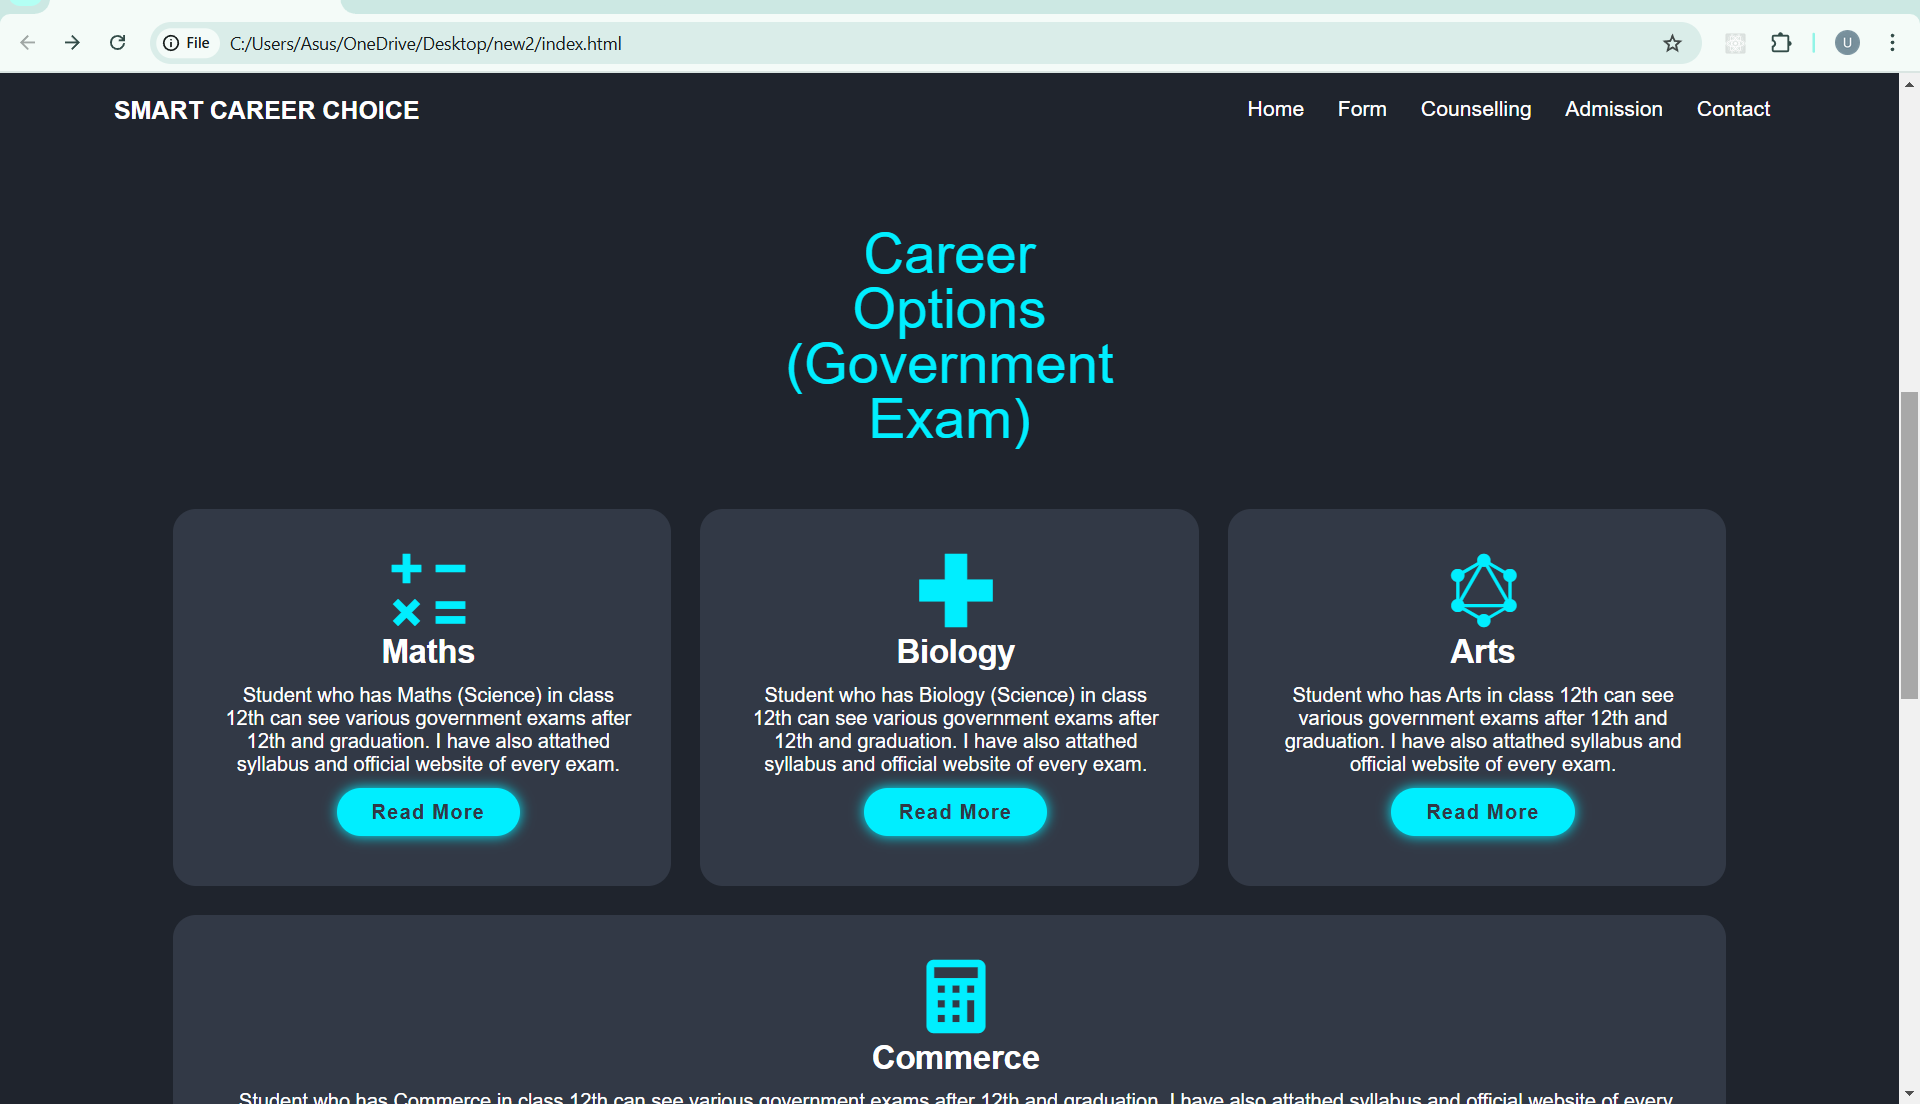 File C:/Users/Asus/OneDrive/Desktop/new2/index.html
U
SMART CAREER CHOICE
Home Form Counselling Admission Contact
Career
Options
(Government
Exam)
Maths
Student who has Maths (Science) in class
12th can see various government exams after
12th and graduation. I have also attathed
syllabus and official website of every exam.
Read More
Biology
Student who has Biology (Science) in class
12th can see various government exams after
12th and graduation. I have also attathed
syllabus and official website of every exam.
Read More
Arts
Student who has Arts in class 12th can see
various government exams after 12th and
graduation. I have also attathed syllabus and
official website of every exam.
Read More
Commerce
Student who has Commerce in class 12th can see various government exams after 12th and graduation. I have also attathed syllabus and official website of every